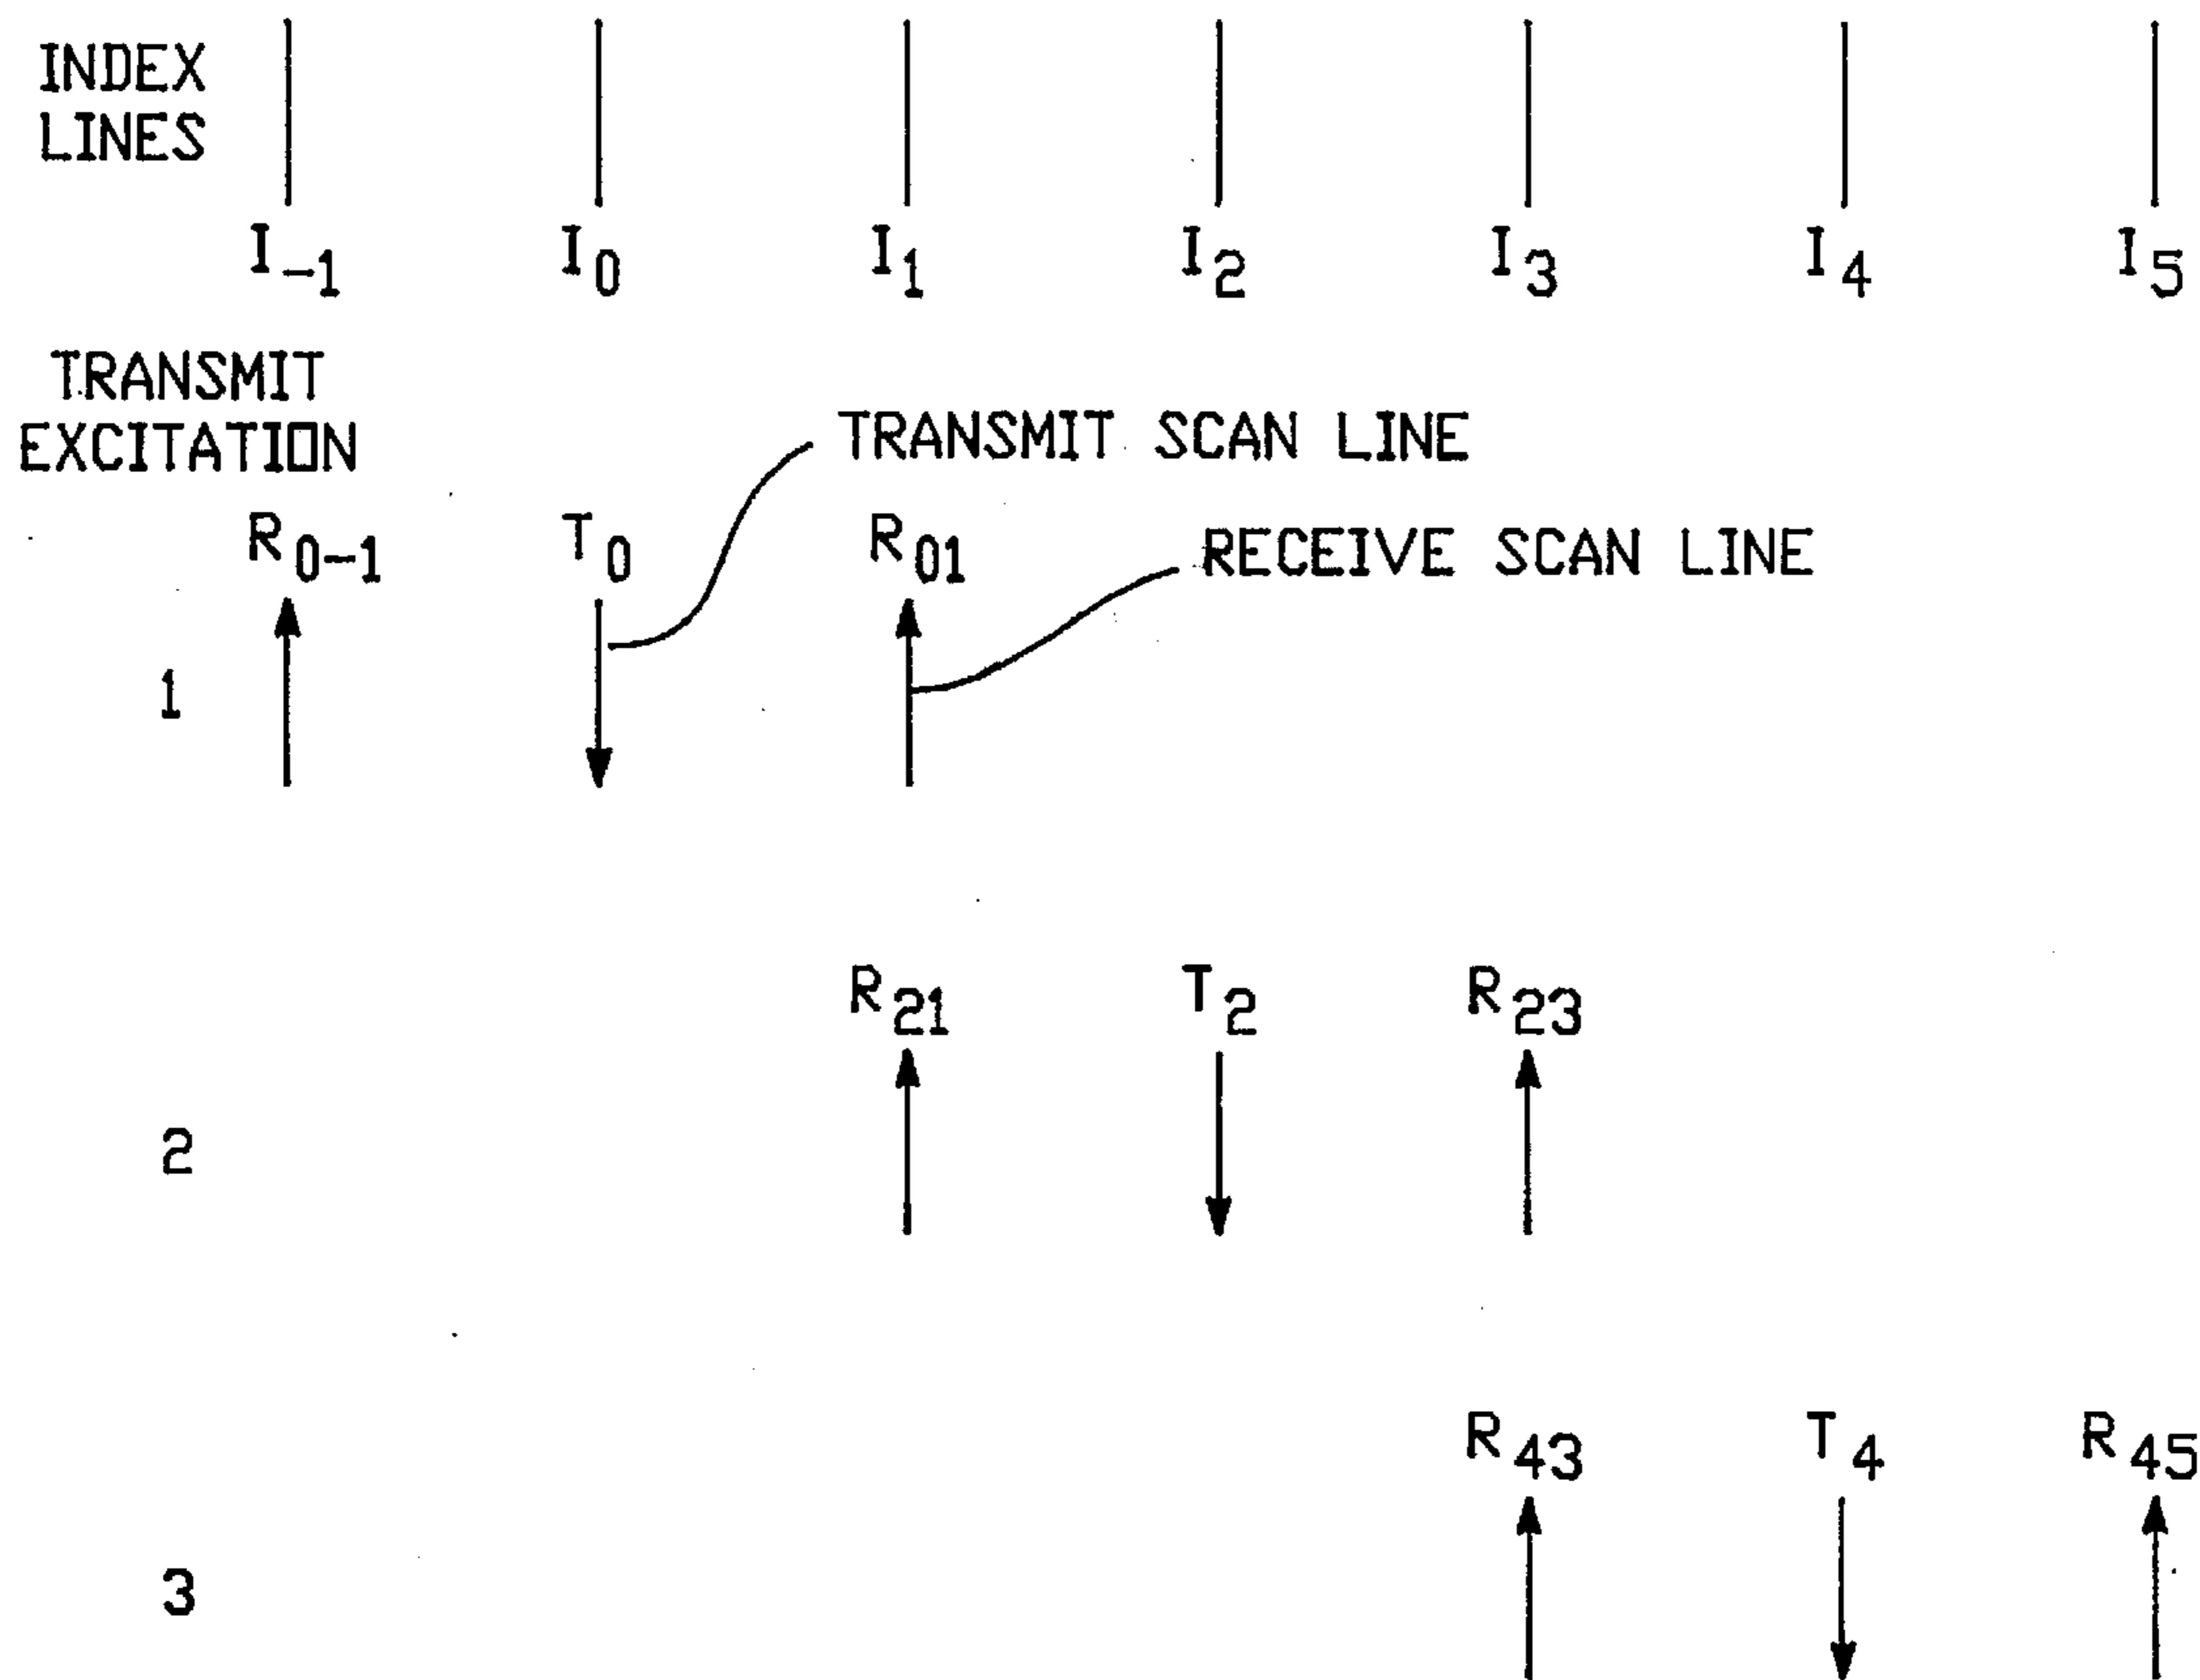 INDEX
LINES
I₋₁ I₀ I₁ I₂ I₃ I₄ I₅
TRANSMIT
EXCITATION
TRANSMIT SCAN LINE
R₀₋₁ T₀ R₀₁ RECEIVE SCAN LINE
1
R₂₁ T₂ R₂₃
2
R₄₃ T₄ R₄₅
3